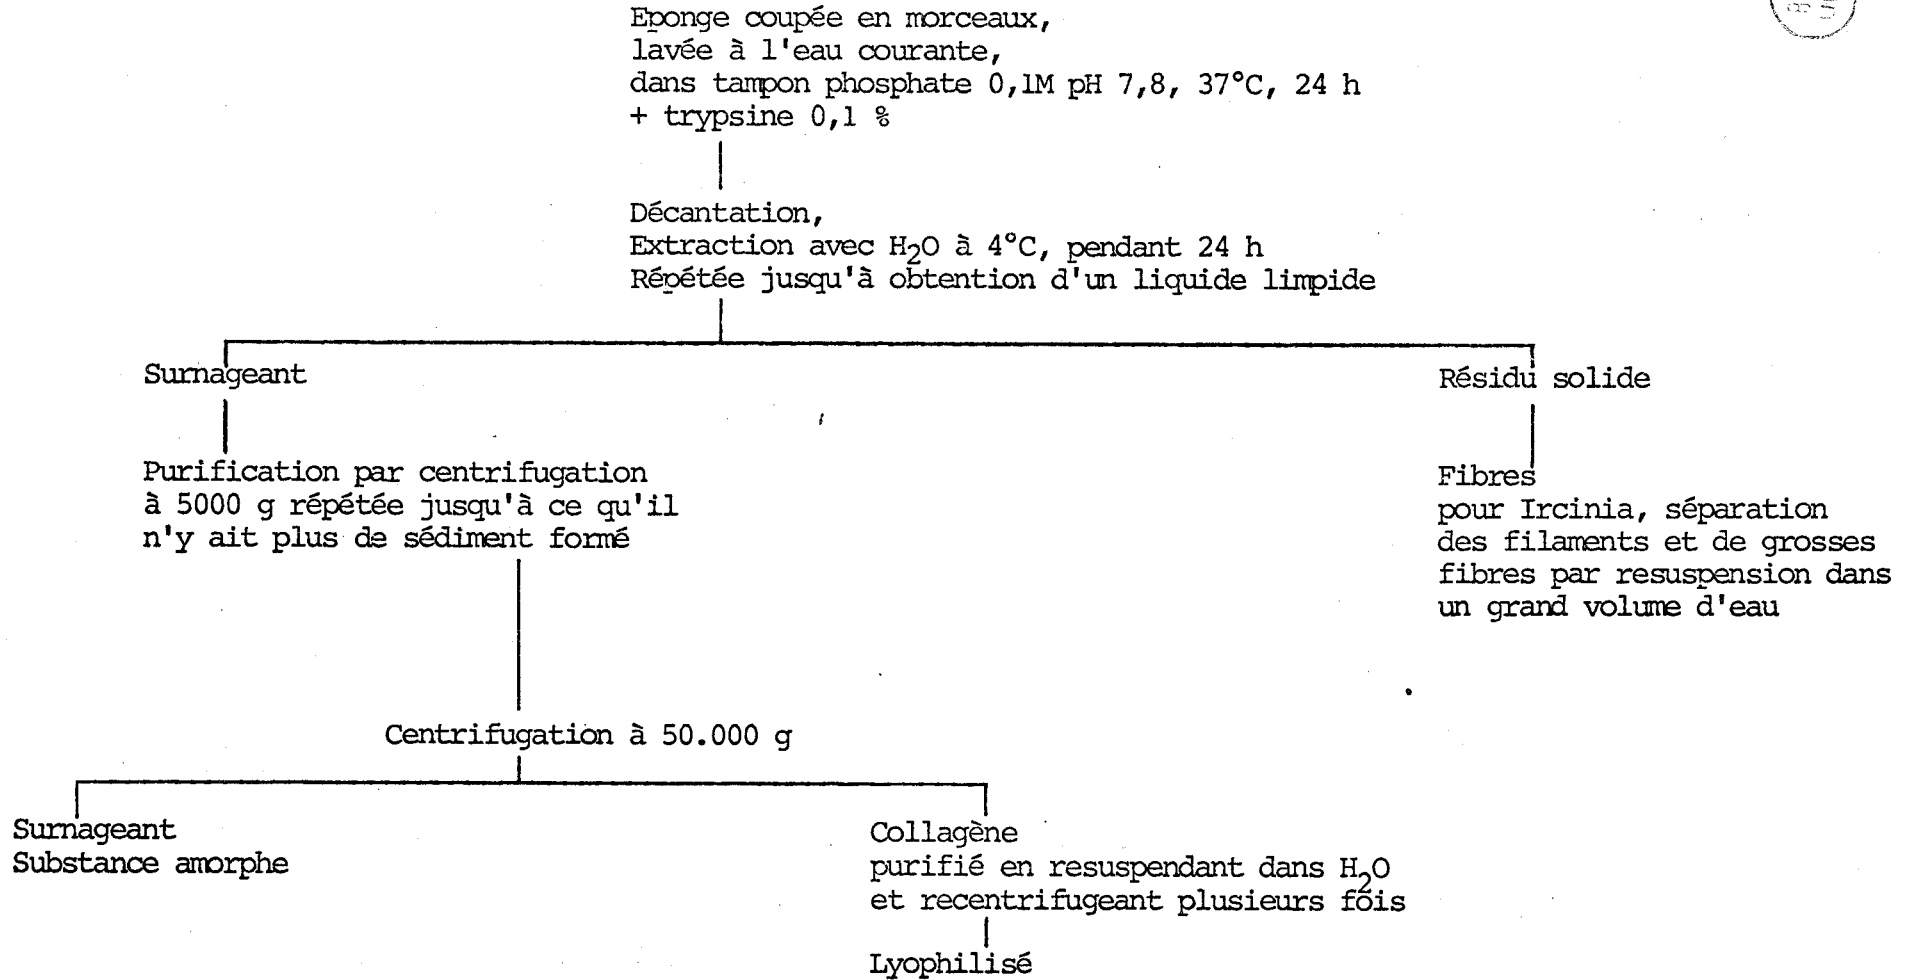 Eponge coupée en morceaux,
lavée à l'eau courante,
dans tampon phosphate 0,1M pH 7,8, 37°C, 24 h
+ trypsine 0,1 %
Décantation,
Extraction avec H₂O à 4°C, pendant 24 h
Répétée jusqu'à obtention d'un liquide limpide
Surnageant
Résidu solide
Purification par centrifugation
à 5000 g répétée jusqu'à ce qu'il
n'y ait plus de sédiment formé
Fibres
pour Ircinia, séparation
des filaments et de grosses
fibres par resuspension dans
un grand volume d'eau
Centrifugation à 50.000 g
Surnageant
Substance amorphe
Collagène
purifié en resuspendant dans H₂O
et recentrifugeant plusieurs fois
Lyophilisé